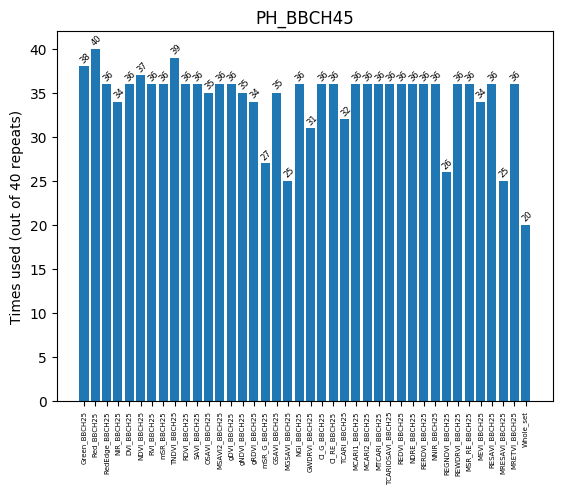 PH_BBCH45
Times used (out of 40 repeats)
40
35
30
25
20
15
10
5
0
38
40
36
34
36
37
36
36
39
36
36
35
36
36
35
34
27
35
25
36
31
36
36
32
36
36
36
36
36
36
36
36
26
36
36
34
36
25
36
20
Green_BBCH25
Red_BBCH25
RedEdge_BBCH25
NIR_BBCH25
DVI_BBCH25
NDVI_BBCH25
RVI_BBCH25
mSR_BBCH25
TNDVI_BBCH25
RDVI_BBCH25
SAVI_BBCH25
OSAVI_BBCH25
MSAVI2_BBCH25
gDVI_BBCH25
gNDVI_BBCH25
gRDVI_BBCH25
mSR_G_BBCH25
GSAVI_BBCH25
MGSAVI_BBCH25
NGI_BBCH25
GWDRVI_BBCH25
CI_G_BBCH25
CI_RE_BBCH25
TCARI_BBCH25
MCARI1_BBCH25
MCARI2_BBCH25
MTCARI_BBCH25
TCARIOSAVI_BBCH25
REDVI_BBCH25
NDRE_BBCH25
RERDVI_BBCH25
NNIR_BBCH25
REGNDVI_BBCH25
REWDRVI_BBCH25
MSR_RE_BBCH25
MEVI_BBCH25
RESAVI_BBCH25
MRESAVI_BBCH25
MRETVI_BBCH25
Whole_set